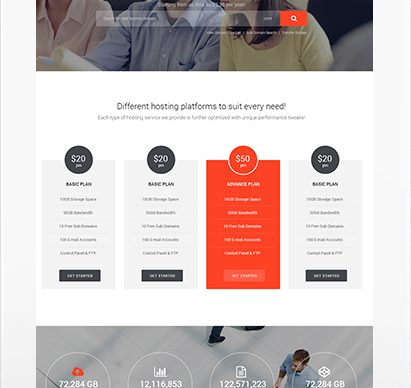 Starting from as little as £3.20 per year!
Search for your favorite domain
.com
View Domain Price List | Bulk Domain Search | Transfer Domain
Different hosting platforms to suit every need!
Each type of hosting service we provide is further optimized with unique performance tweaks!
$20 $20 $50 $20
pm pm pm pm
BASIC PLAN BASIC PLAN ADVANCE PLAN BASIC PLAN
10GB Storage Space 10GB Storage Space 10GB Storage Space 10GB Storage Space
50GB Bandwidth 50GB Bandwidth 50GB Bandwidth 50GB Bandwidth
10 Free Sub-Domains 10 Free Sub-Domains 10 Free Sub-Domains 10 Free Sub-Domains
100 E-mail Accounts 100 E-mail Accounts 100 E-mail Accounts 100 E-mail Accounts
Control Panel & FTP Control Panel & FTP Control Panel & FTP Control Panel & FTP
GET STARTED GET STARTED GET STARTED GET STARTED
72,284 GB 12,116,853 122,571,223 72,284 GB